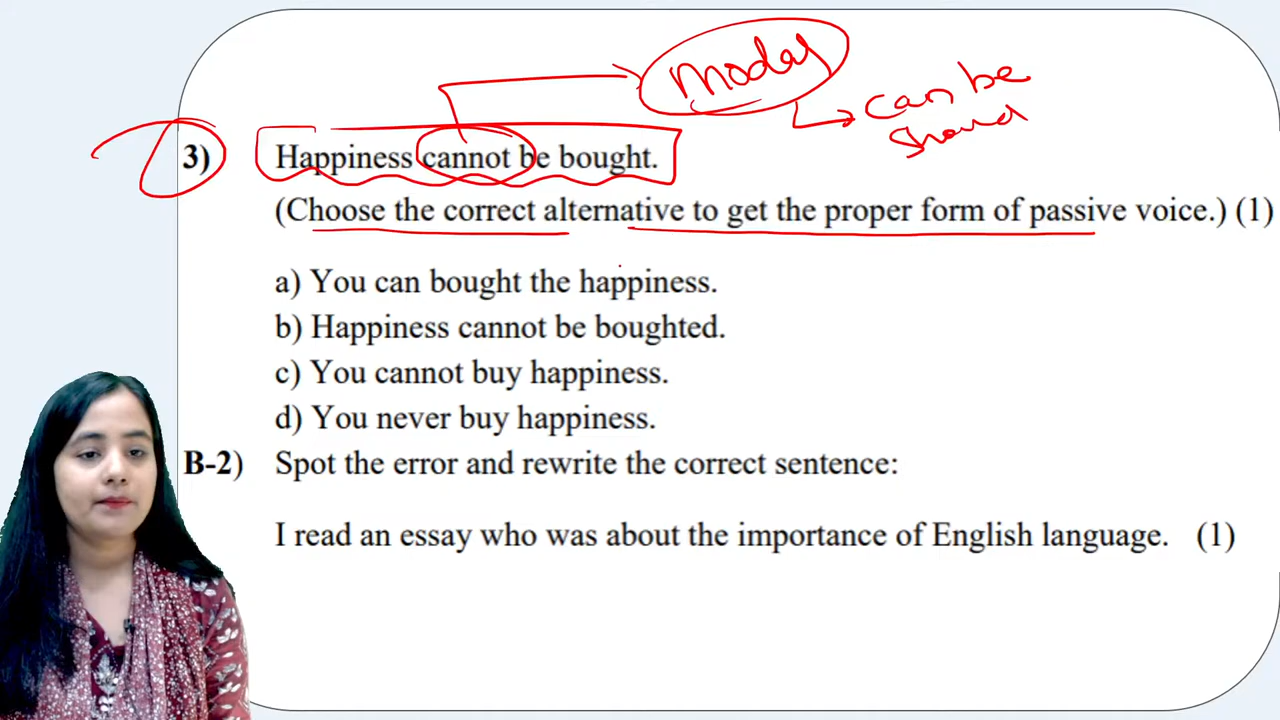 modal
can be
3) Happiness cannot be bought.
(Choose the correct alternative to get the proper form of passive voice.) (1)
a) You can bought the happiness.
b) Happiness cannot be boughted.
c) You cannot buy happiness.
d) You never buy happiness.
B-2) Spot the error and rewrite the correct sentence:
I read an essay who was about the importance of English language. (1)